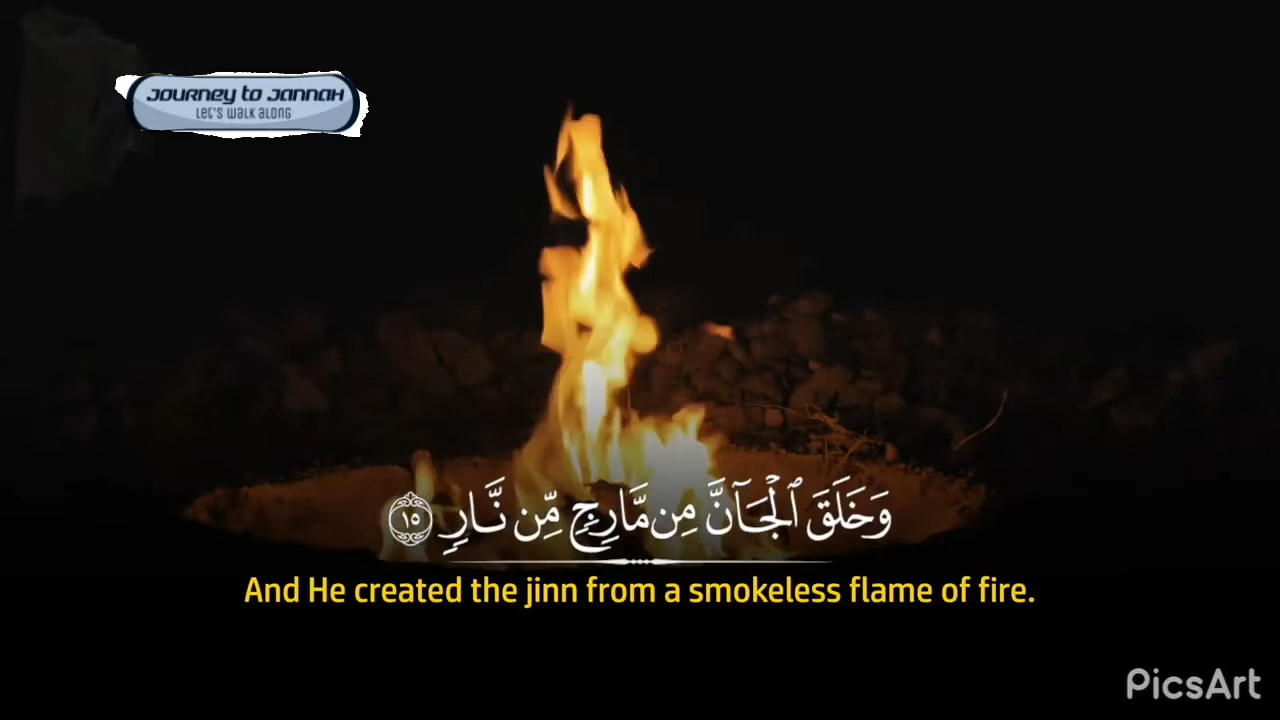 Journey to Jannah
Let's walk along
وَخَلَقَ ٱلْجَآنَّ مِن مَّارِجٍ مِّن نَّارٍ ١٥
And He created the jinn from a smokeless flame of fire.
PicsArt